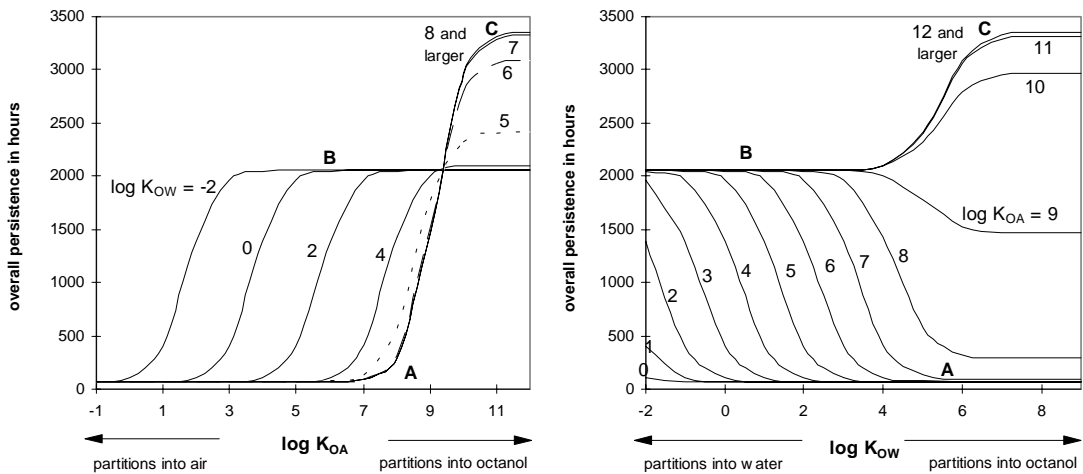 overall persistence in hours
3500
3000
2500
2000
1500
1000
500
0
-1
1
3
5
7
9
11
C
8 and
larger
7
6
5
B
log KOW = -2
0
2
4
A
log KOA
partitions into air
partitions into octanol
overall persistence in hours
3500
3000
2500
2000
1500
1000
500
0
-2
0
2
4
6
8
12 and
larger
C
11
10
B
log KOA = 9
8
7
6
5
4
3
2
1
0
A
log KOW
partitions into water
partitions into octanol